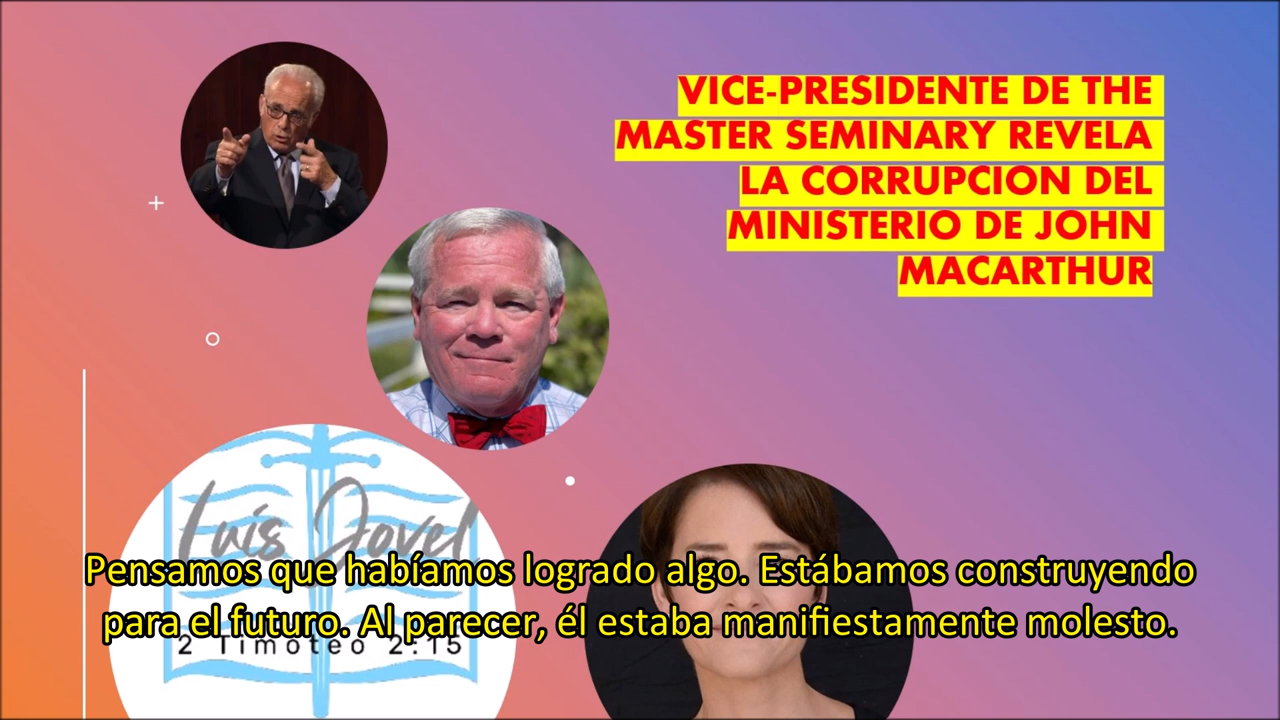 VICE-PRESIDENTE DE THE
MASTER SEMINARY REVELA
LA CORRUPCION DEL
MINISTERIO DE JOHN
MACARTHUR
Luis Jovel
Pensamos que habíamos logrado algo. Estábamos construyendo
para el futuro. Al parecer, él estaba manifiestamente molesto.
2 Timoteo 2:15